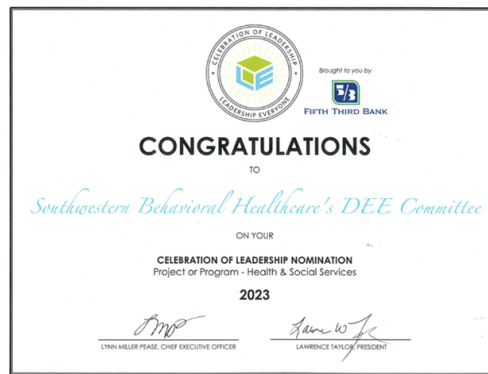 CELEBRATION OF LEADERSHIP
LE
LEADERSHIP EVERYONE
Brought to you by
5/3
FIFTH THIRD BANK
CONGRATULATIONS
TO
Southwestern Behavioral Healthcare's DEE Committee
ON YOUR
CELEBRATION OF LEADERSHIP NOMINATION
Project or Program - Health & Social Services
2023
LYNN MILLER PEASE, CHIEF EXECUTIVE OFFICER
LAWRENCE TAYLOR, PRESIDENT